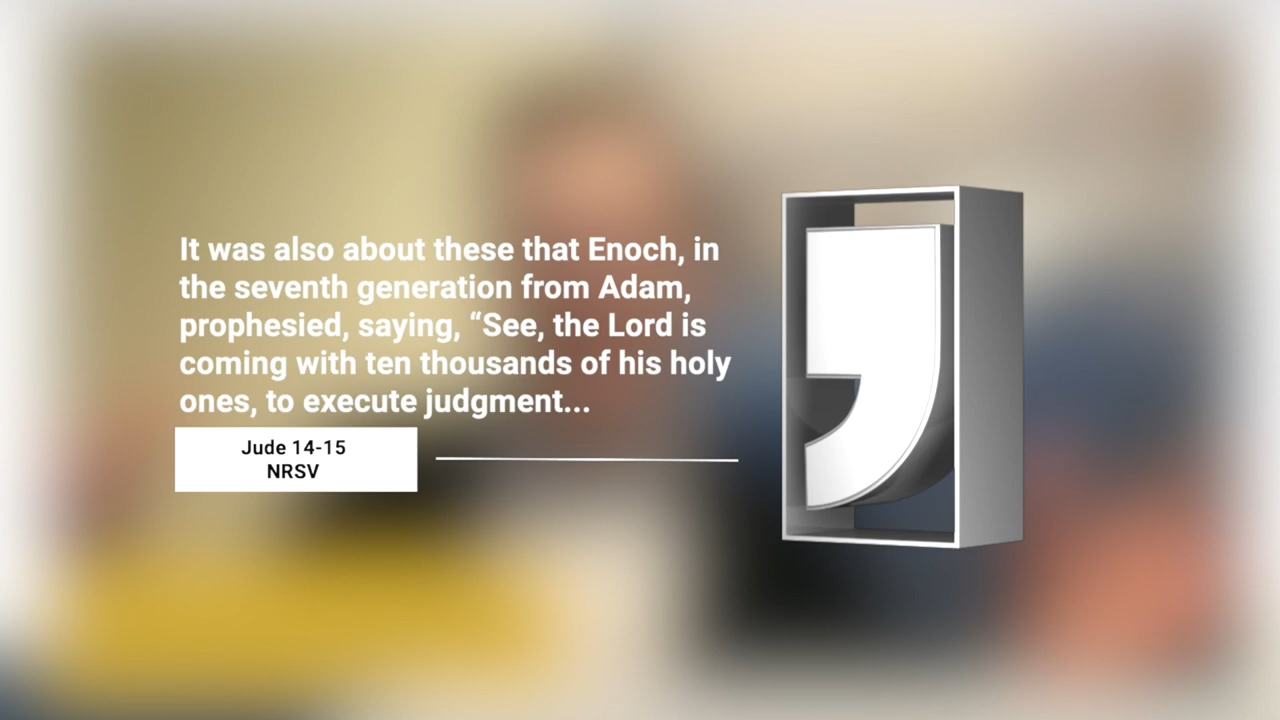 It was also about these that Enoch, in
the seventh generation from Adam,
prophesied, saying, “See, the Lord is
coming with ten thousands of his holy
ones, to execute judgment...
Jude 14-15
NRSV